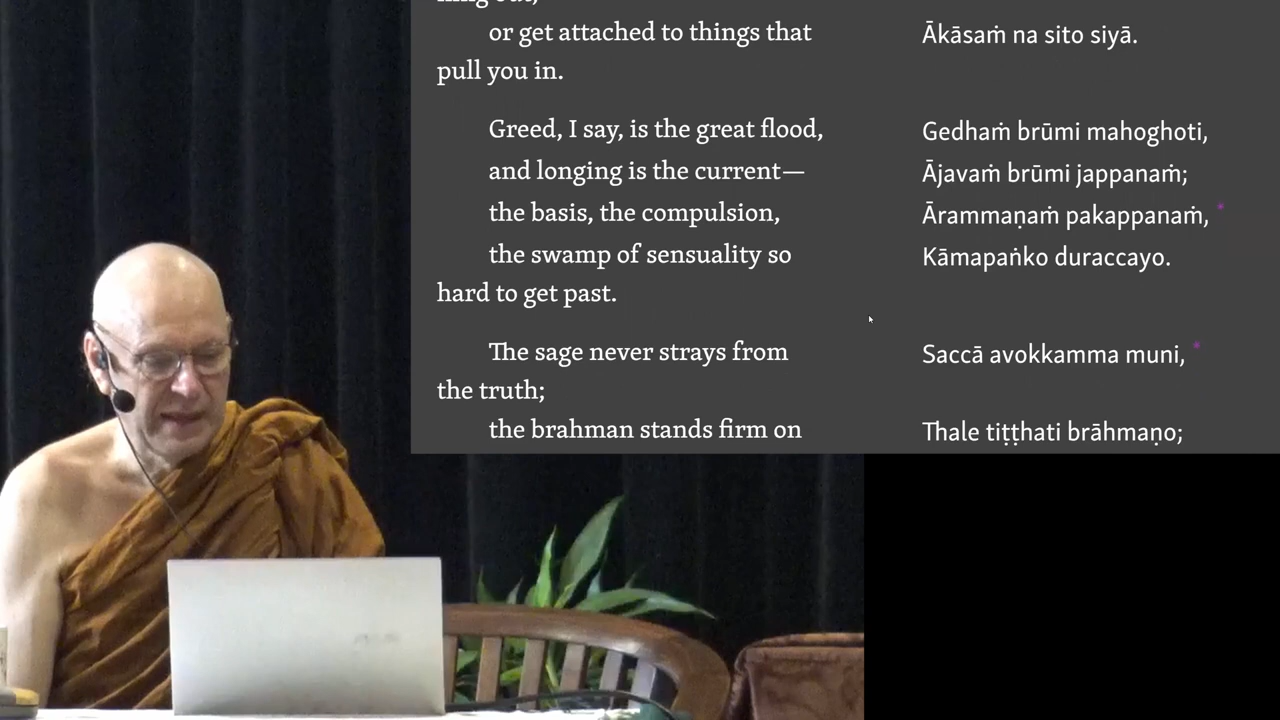 or get attached to things that
pull you in.
Greed, I say, is the great flood,
and longing is the current—
the basis, the compulsion,
the swamp of sensuality so
hard to get past.
The sage never strays from
the truth;
the brahman stands firm on
Ākāsaṁ na sito siyā.
Gedhaṁ brūmi mahoghoti,
Ājavaṁ brūmi jappanaṁ;
Ārammaṇaṁ pakappanaṁ,
Kāmapaṅko duraccayo.
Saccā avokkamma muni,
Thale tiṭṭhati brāhmaṇo;